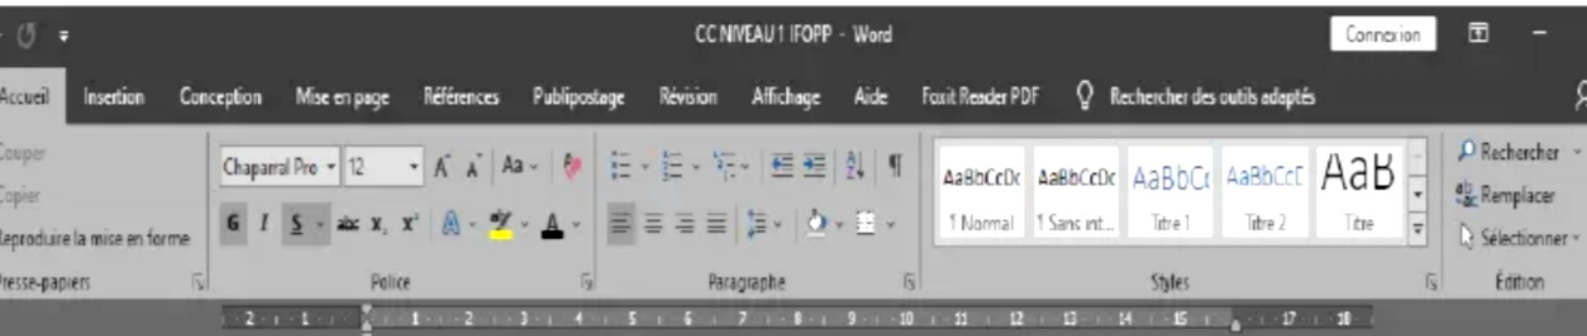 CC NIVEAU 1 IFOPP - Word
Connexion
Accueil Insertion Conception Mise en page Références Publipostage Révision Affichage Aide Foxit Reader PDF Rechercher des outils adaptés
Couper
Copier
Reproduire la mise en forme
Presse-papiers
Chaparral Pro 12 Aa
G I S abc x, x² A ab A
Police
Paragraphe
AaBbCcDc AaBbCcDc AaBbCc AaBbCcC AaB
¶ Normal ¶ Sans int... Titre 1 Titre 2 Titre
Styles
Rechercher
Remplacer
Sélectionner
Édition
2 1 1 2 3 4 5 6 7 8 9 10 11 12 13 14 15 17 18